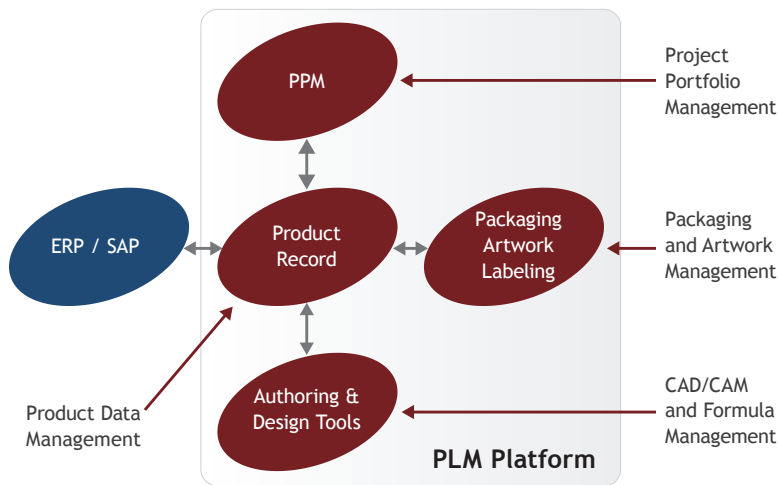 PPM
Project
Portfolio
Management
ERP / SAP
Product
Record
Packaging
Artwork
Labeling
Packaging
and Artwork
Management
Product Data
Management
Authoring &
Design Tools
CAD/CAM
and Formula
Management
PLM Platform